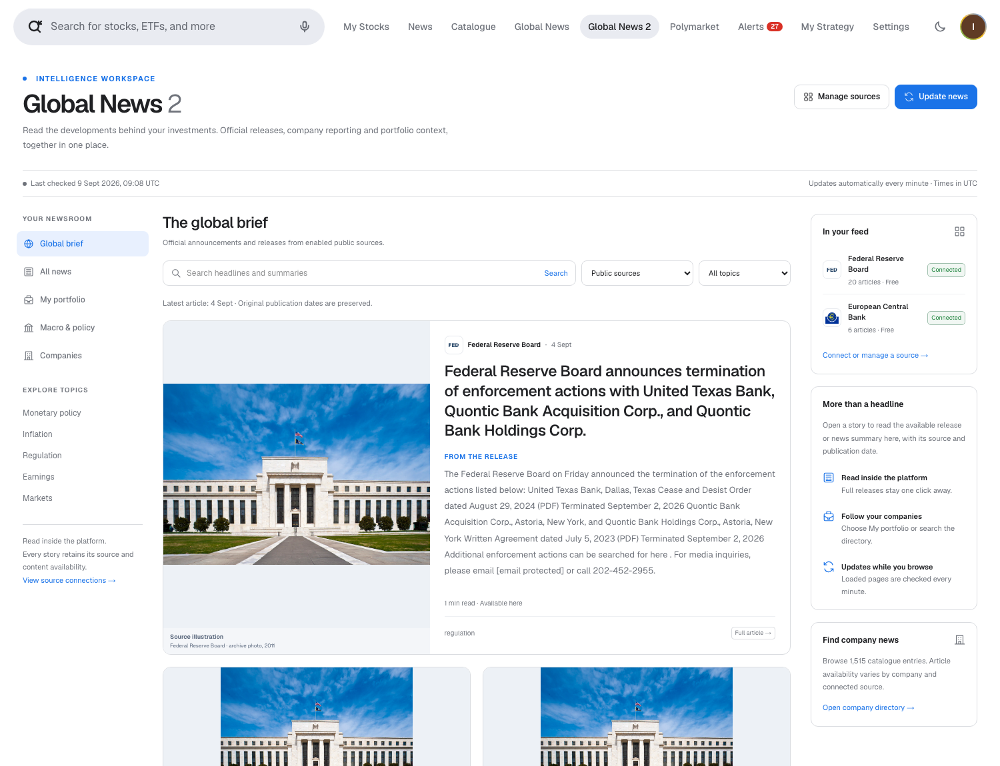 Search for stocks, ETFs, and more
My Stocks
News
Catalogue
Global News
Global News 2
Polymarket
Alerts 27
My Strategy
Settings
I
INTELLIGENCE WORKSPACE
Global News 2
Read the developments behind your investments. Official releases, company reporting and portfolio context,
together in one place.
Manage sources
Update news
Last checked 9 Sept 2026, 09:08 UTC
Updates automatically every minute · Times in UTC
YOUR NEWSROOM
Global brief
All news
My portfolio
Macro & policy
Companies
EXPLORE TOPICS
Monetary policy
Inflation
Regulation
Earnings
Markets
Read inside the platform.
Every story retains its source and
content availability.
View source connections →
The global brief
Official announcements and releases from enabled public sources.
Search headlines and summaries
Search
Public sources
All topics
Latest article: 4 Sept · Original publication dates are preserved.
FED Federal Reserve Board · 4 Sept
Federal Reserve Board announces termination
of enforcement actions with United Texas Bank,
Quontic Bank Acquisition Corp., and Quontic
Bank Holdings Corp.
FROM THE RELEASE
The Federal Reserve Board on Friday announced the termination of the enforcement
actions listed below: United Texas Bank, Dallas, Texas Cease and Desist Order
dated August 29, 2024 (PDF) Terminated September 2, 2026 Quontic Bank
Acquisition Corp., Astoria, New York, and Quontic Bank Holdings Corp., Astoria, New
York Written Agreement dated July 5, 2023 (PDF) Terminated September 2, 2026
Additional enforcement actions can be searched for here . For media inquiries,
please email [email protected] or call 202-452-2955.
1 min read · Available here
regulation
Full article →
Source illustration
Federal Reserve Board · archive photo, 2011
In your feed
FED
Federal Reserve
Board
20 articles · Free
Connected
European Central
Bank
6 articles · Free
Connected
Connect or manage a source →
More than a headline
Open a story to read the available release
or news summary here, with its source and
publication date.
Read inside the platform
Full releases stay one click away.
Follow your companies
Choose My portfolio or search the
directory.
Updates while you browse
Loaded pages are checked every
minute.
Find company news
Browse 1,515 catalogue entries. Article
availability varies by company and
connected source.
Open company directory →